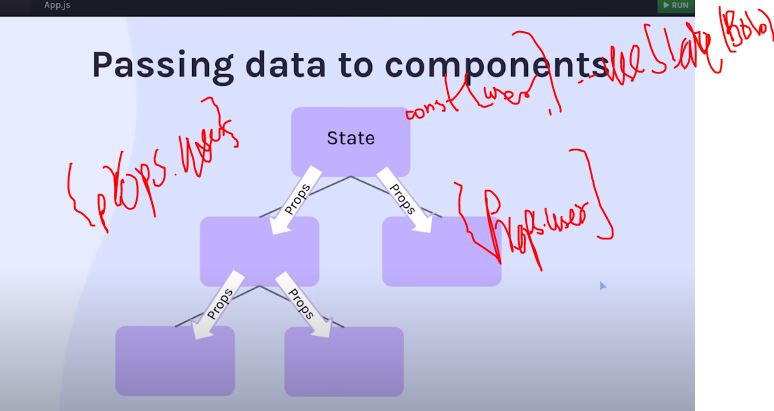 App.js
▶ RUN
Passing data to components
const [user, ] = useState(Bobo)
State
{props.user}
Props
Props
{Props.user}
Props
Props